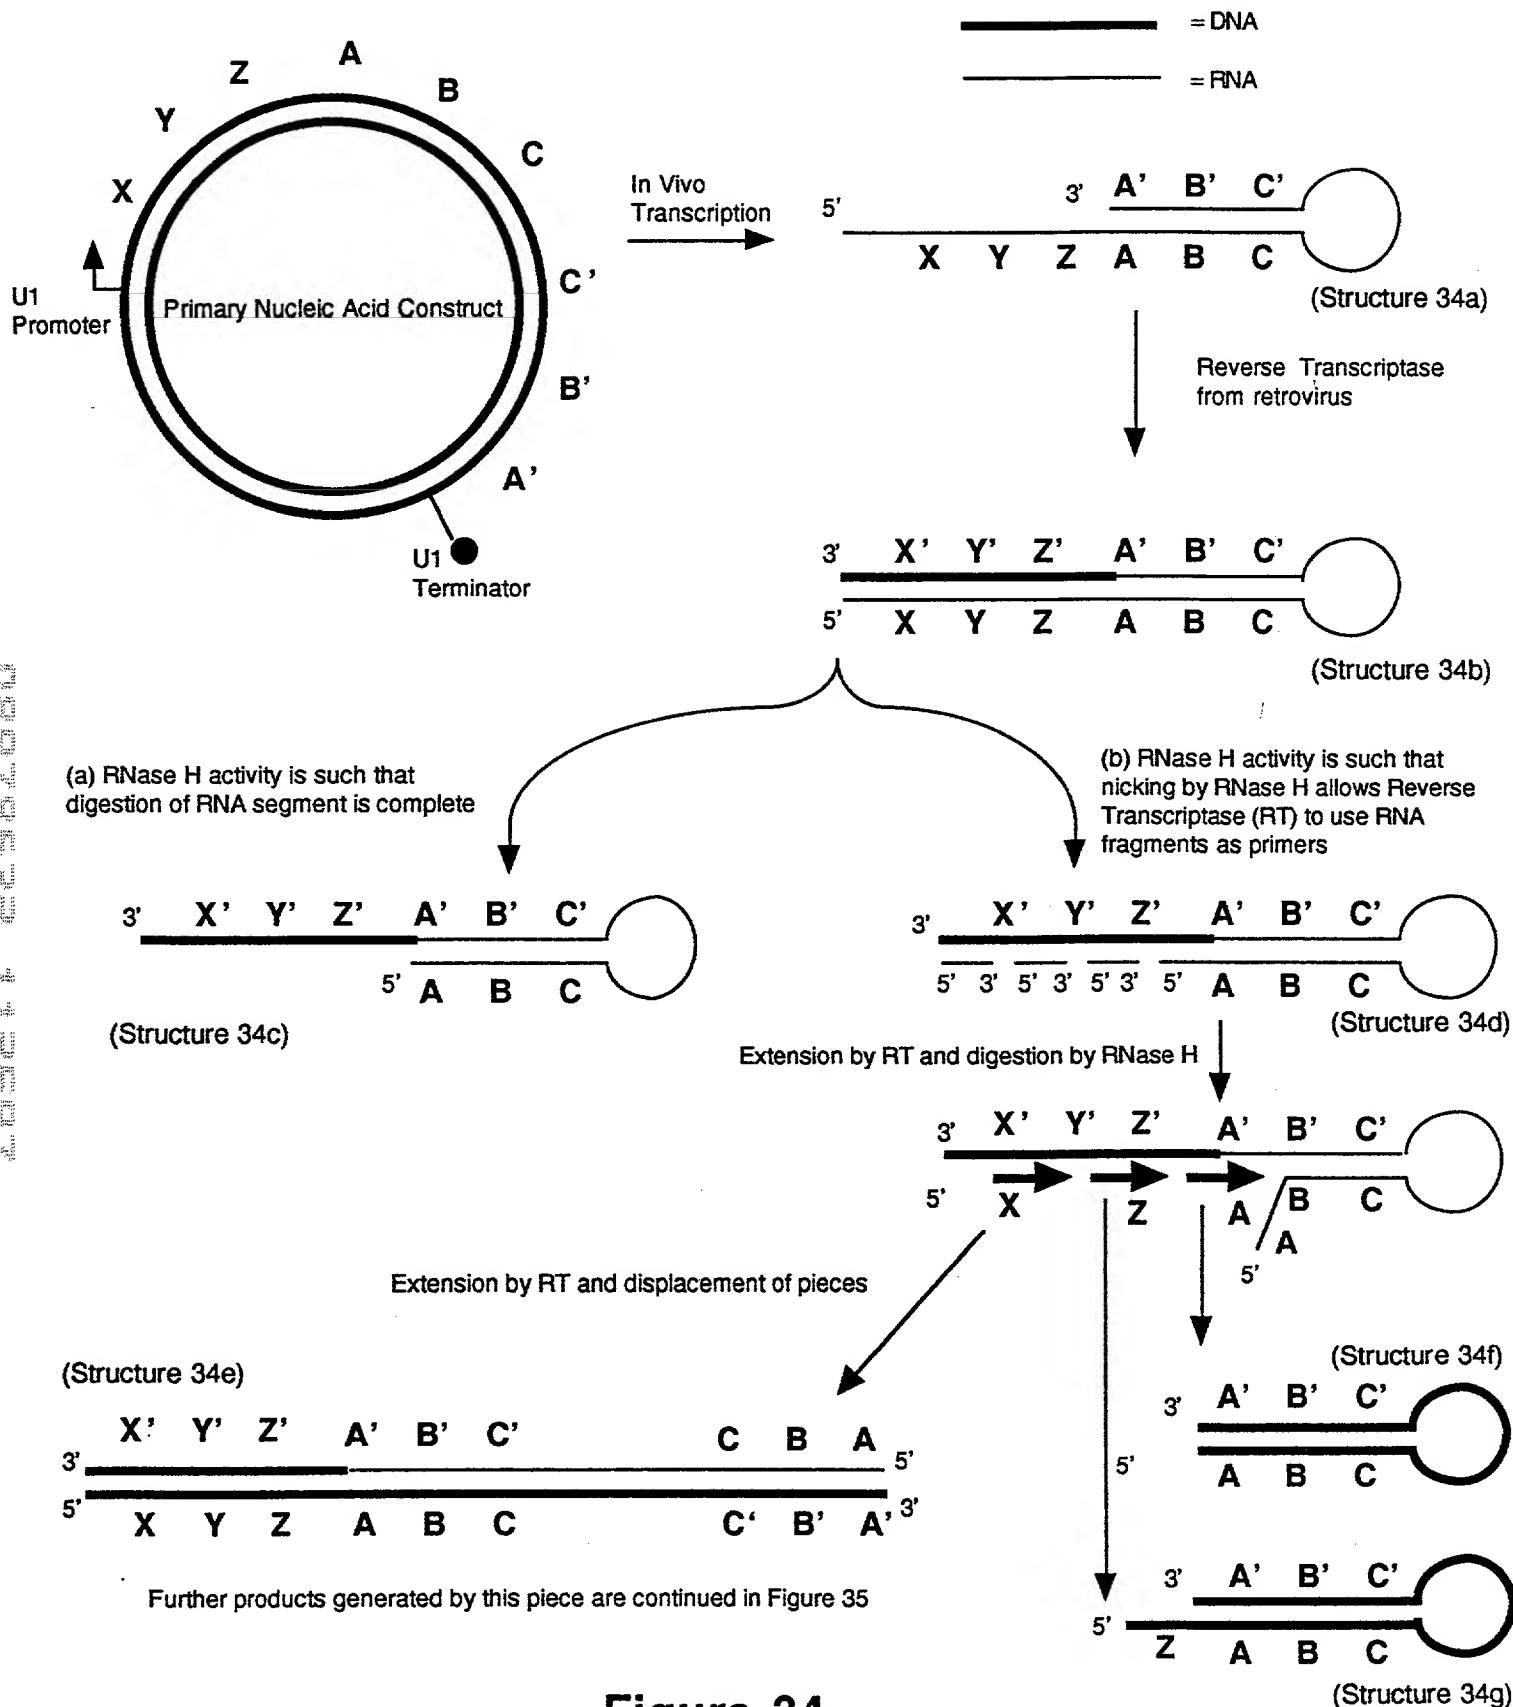 = DNA
= RNA
A
Z
B
Y
C
X
In Vivo
Transcription
U1
Promoter
Primary Nucleic Acid Construct
C'
B'
A'
U1
Terminator
3' A' B' C'
5'
X Y Z A B C
(Structure 34a)
Reverse Transcriptase
from retrovirus
3' X' Y' Z' A' B' C'
5' X Y Z A B C
(Structure 34b)
(a) RNase H activity is such that
digestion of RNA segment is complete
(b) RNase H activity is such that
nicking by RNase H allows Reverse
Transcriptase (RT) to use RNA
fragments as primers
3' X' Y' Z' A' B' C'
5' A B C
(Structure 34c)
3' X' Y' Z' A' B' C'
5' 3' 5' 3' 5' 3' 5' A B C
(Structure 34d)
Extension by RT and digestion by RNase H
3' X' Y' Z' A' B' C'
5' X Z A B C
A
5'
Extension by RT and displacement of pieces
(Structure 34e)
X' Y' Z' A' B' C' C B A
3' 5'
5' 3'
X Y Z A B C C' B' A'
Further products generated by this piece are continued in Figure 35
(Structure 34f)
3' A' B' C'
5'
A B C
3' A' B' C'
5'
Z A B C
(Structure 34g)
Figure 34